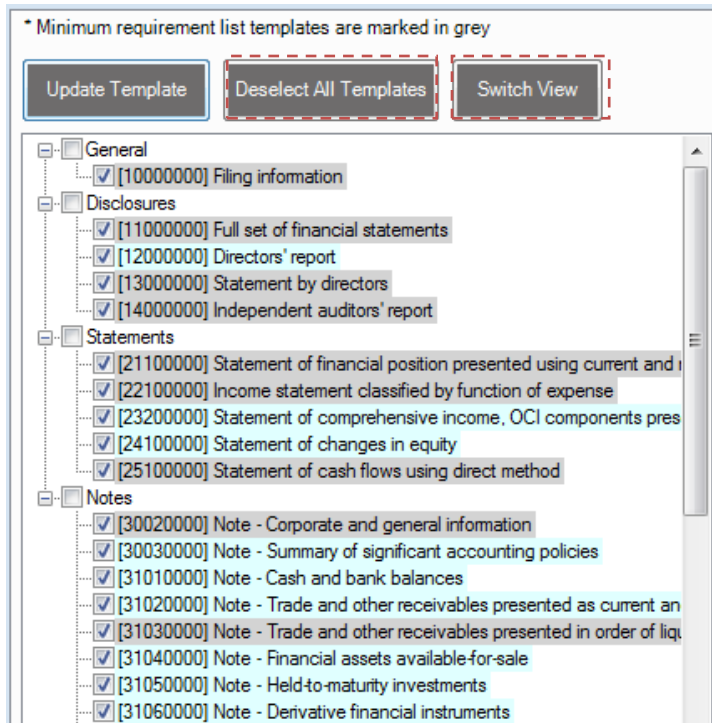 * Minimum requirement list templates are marked in grey
Update Template Deselect All Templates Switch View
General
[10000000] Filing information
Disclosures
[11000000] Full set of financial statements
[12000000] Directors' report
[13000000] Statement by directors
[14000000] Independent auditors' report
Statements
[21100000] Statement of financial position presented using current and
[22100000] Income statement classified by function of expense
[23200000] Statement of comprehensive income, OCI components pres
[24100000] Statement of changes in equity
[25100000] Statement of cash flows using direct method
Notes
[30020000] Note - Corporate and general information
[30030000] Note - Summary of significant accounting policies
[31010000] Note - Cash and bank balances
[31020000] Note - Trade and other receivables presented as current an
[31030000] Note - Trade and other receivables presented in order of liqu
[31040000] Note - Financial assets available-for-sale
[31050000] Note - Held-to-maturity investments
[31060000] Note - Derivative financial instruments